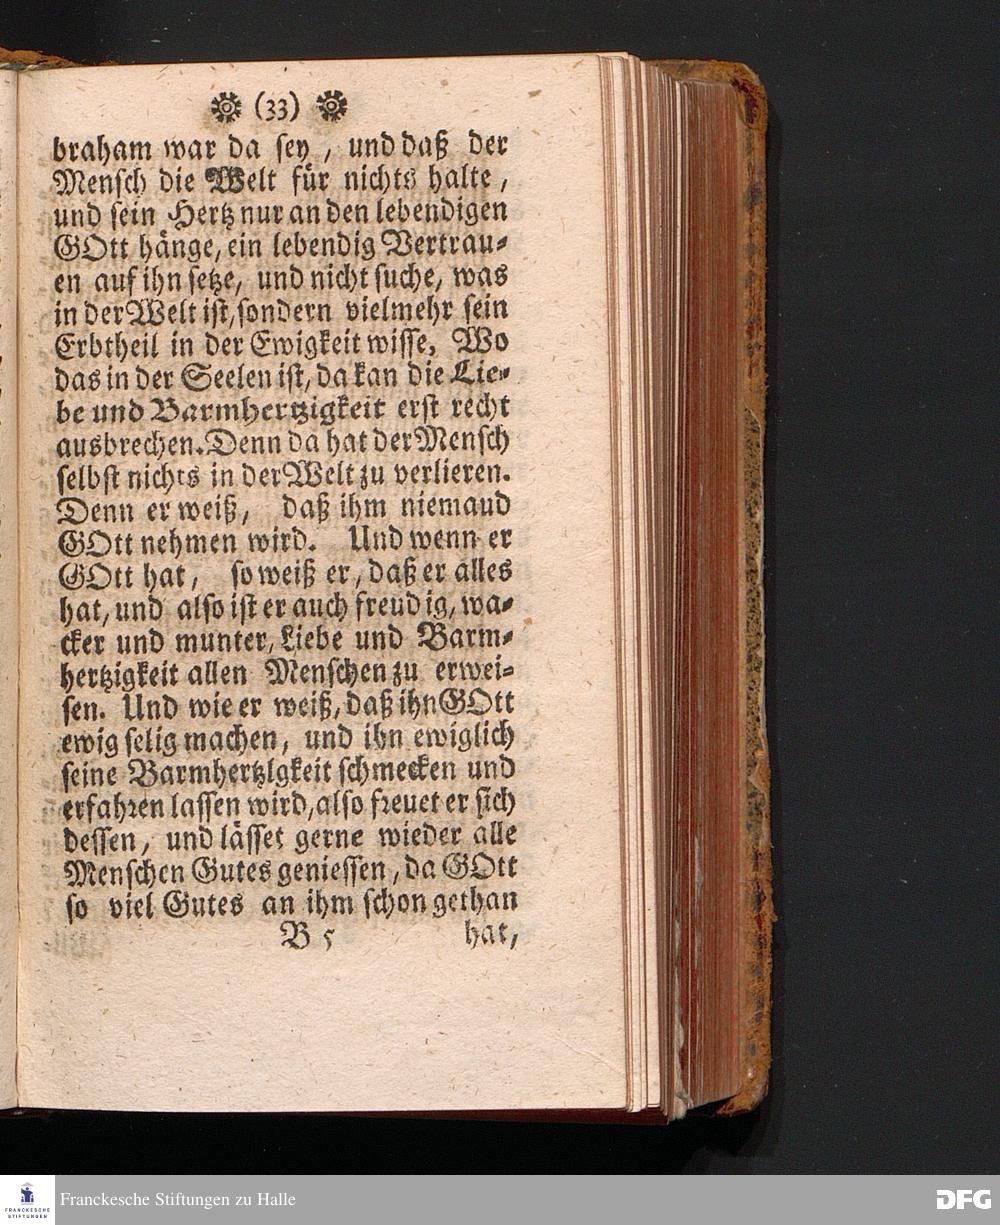 (33)
braham war da sey, und daß der
Mensch die Welt für nichts halte,
und sein Hertz nur an den lebendigen
GOtt hänge, ein lebendig Vertrau-
en auf ihn setze, und nicht suche, was
in der Welt ist, sondern vielmehr sein
Erbtheil in der Ewigkeit wisse. Wo
das in der Seelen ist, da kan die Lie-
be und Barmhertzigkeit erst recht
ausbrechen. Denn da hat der Mensch
selbst nichts in der Welt zu verlieren.
Denn er weiß, daß ihm niemaud
GOtt nehmen wird. Und wenn er
GOtt hat, so weiß er, daß er alles
hat, und also ist er auch freudig, wa-
cker und munter, Liebe und Barm-
hertzigkeit allen Menschen zu erwei-
sen. Und wie er weiß, daß ihn GOtt
ewig selig machen, und ihn ewiglich
seine Barmhertzlgkeit schmecken und
erfahren lassen wird, also freuet er sich
dessen, und lässet gerne wieder alle
Menschen Gutes geniessen, da GOtt
so viel Gutes an ihm schon gethan
B 5 hat,
FRANCKESCHE STIFTUNGEN
Franckesche Stiftungen zu Halle
DFG